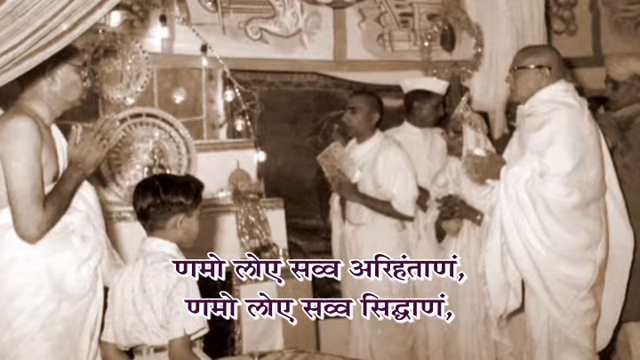 णमो लोए सव्व अरिहंताणं,
णमो लोए सव्व सिद्धाणं,